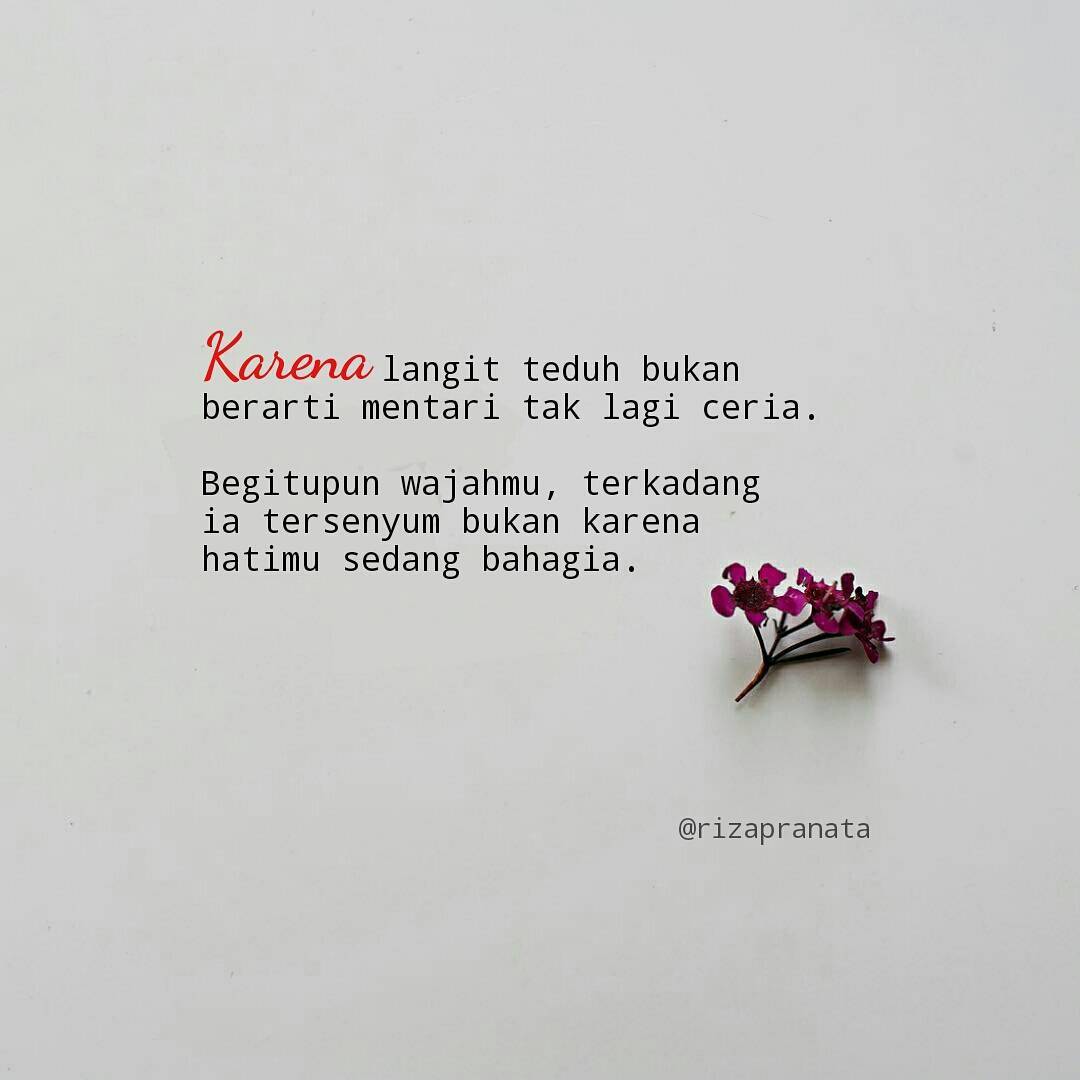 Karena langit teduh bukan
berarti mentari tak lagi ceria.
Begitupun wajahmu, terkadang
ia tersenyum bukan karena
hatimu sedang bahagia.
@rizapranata